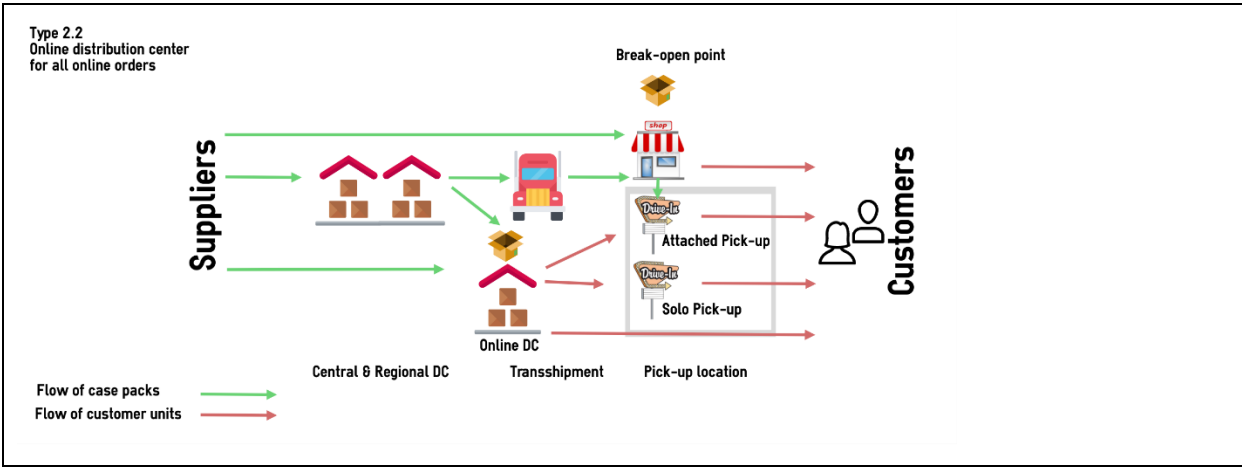 Type 2.2
Online distribution center
for all online orders
Break-open point
shop
Suppliers
Customers
Drive-In
Attached Pick-up
Drive-In
Solo Pick-up
Online DC
Central & Regional DC
Transshipment
Pick-up location
Flow of case packs
Flow of customer units